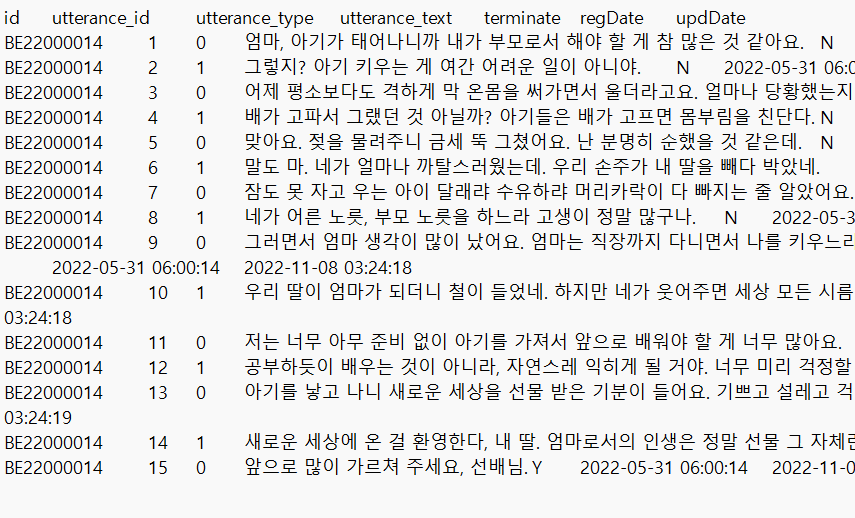 id utterance_id utterance_type utterance_text terminate regDate updDate
BE22000014 1 0 엄마, 아기가 태어나니까 내가 부모로서 해야 할 게 참 많은 것 같아요. N
BE22000014 2 1 그렇지? 아기 키우는 게 여간 어려운 일이 아니야. N 2022-05-31 06:0
BE22000014 3 0 어제 평소보다도 격하게 막 온몸을 써가면서 울더라고요. 얼마나 당황했는지
BE22000014 4 1 배가 고파서 그랬던 것 아닐까? 아기들은 배가 고프면 몸부림을 친단다. N
BE22000014 5 0 맞아요. 젖을 물려주니 금세 뚝 그쳤어요. 난 분명히 순했을 것 같은데. N
BE22000014 6 1 말도 마. 네가 얼마나 까탈스러웠는데. 우리 손주가 내 딸을 빼다 박았네.
BE22000014 7 0 잠도 못 자고 우는 아이 달래랴 수유하랴 머리카락이 다 빠지는 줄 알았어요.
BE22000014 8 1 네가 어른 노릇, 부모 노릇을 하느라 고생이 정말 많구나. N 2022-05-3
BE22000014 9 0 그러면서 엄마 생각이 많이 났어요. 엄마는 직장까지 다니면서 나를 키우느라
2022-05-31 06:00:14 2022-11-08 03:24:18
BE22000014 10 1 우리 딸이 엄마가 되더니 철이 들었네. 하지만 네가 웃어주면 세상 모든 시름
03:24:18
BE22000014 11 0 저는 너무 아무 준비 없이 아기를 가져서 앞으로 배워야 할 게 너무 많아요.
BE22000014 12 1 공부하듯이 배우는 것이 아니라, 자연스레 익히게 될 거야. 너무 미리 걱정할
BE22000014 13 0 아기를 낳고 나니 새로운 세상을 선물 받은 기분이 들어요. 기쁘고 설레고 걱
03:24:19
BE22000014 14 1 새로운 세상에 온 걸 환영한다, 내 딸. 엄마로서의 인생은 정말 선물 그 자체란
BE22000014 15 0 앞으로 많이 가르쳐 주세요, 선배님. Y 2022-05-31 06:00:14 2022-11-0